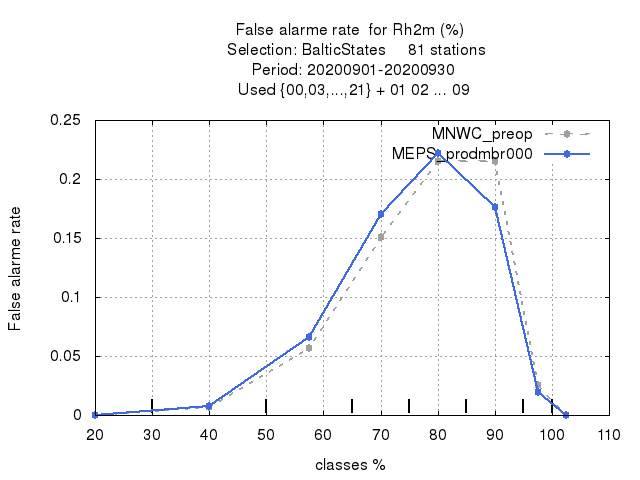 False alarme rate  for Rh2m (%)
Selection: BalticStates     81 stations
Period: 20200901-20200930
Used {00,03,...,21} + 01 02 ... 09
0.25
MNWC_preop
MEPS_prodmbr000
0.2
0.15
False alarme rate
0.1
0.05
0
20 30 40 50 60 70 80 90 100 110
classes %